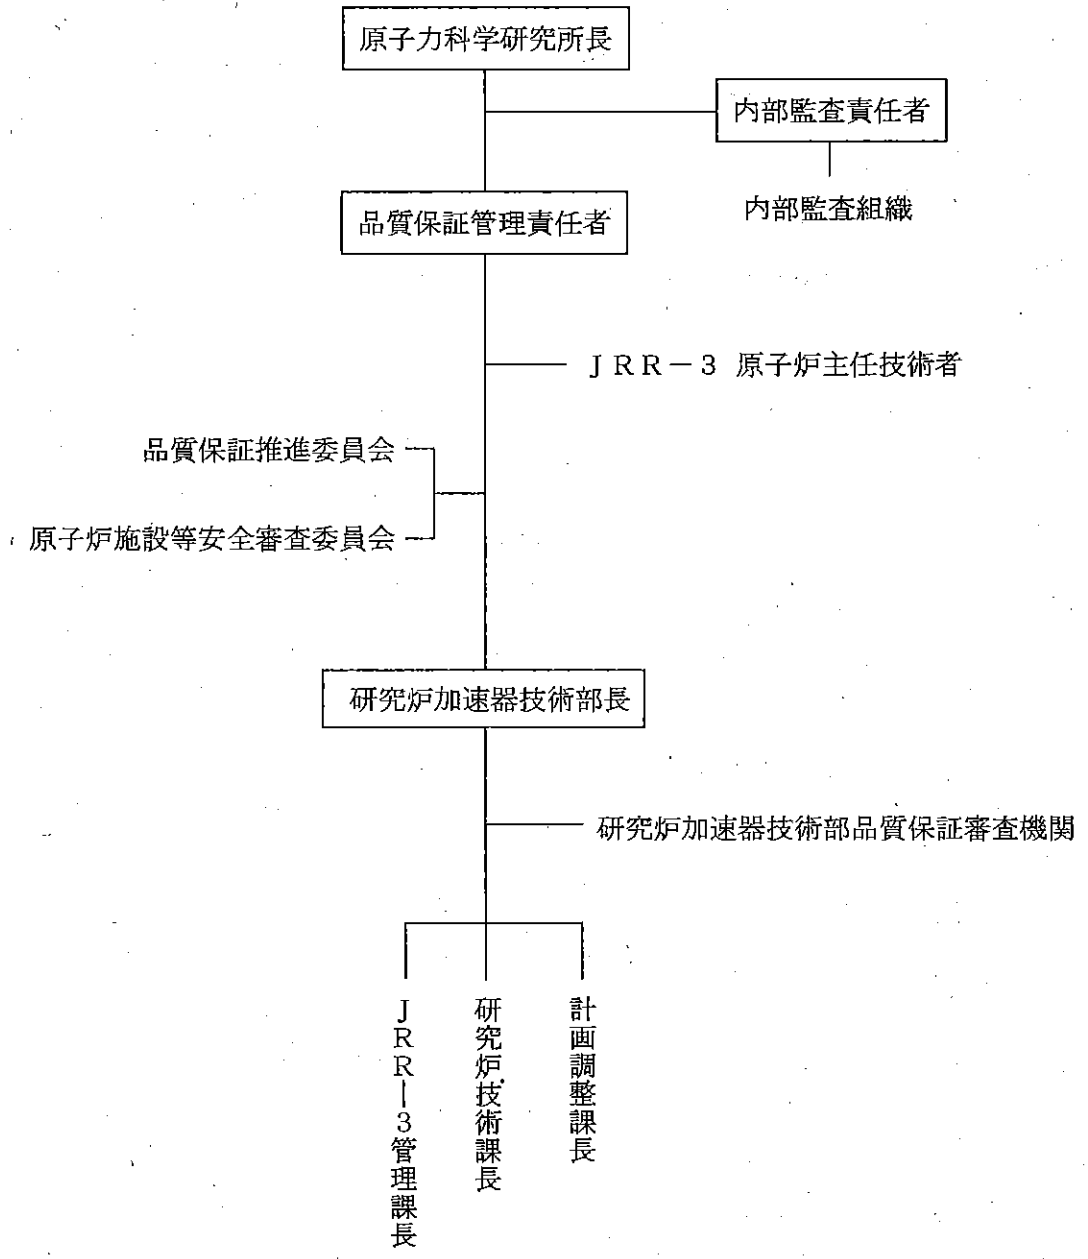 原子力科学研究所長
内部監査責任者
内部監査組織
品質保証管理責任者
JRR-3 原子炉主任技術者
品質保証推進委員会
原子炉施設等安全審査委員会
研究炉加速器技術部長
研究炉加速器技術部品質保証審査機関
JRR-3管理課長
研究炉技術課長
計画調整課長